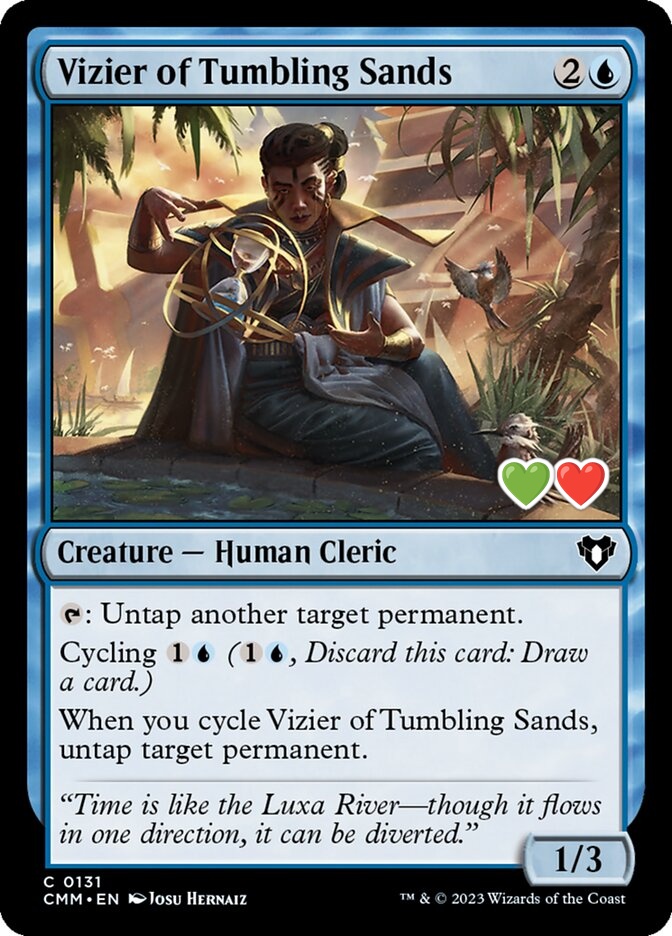 Vizier of Tumbling Sands 2
Creature — Human Cleric
: Untap another target permanent.
Cycling 1 (1, Discard this card: Draw
a card.)
When you cycle Vizier of Tumbling Sands,
untap target permanent.
“Time is like the Luxa River—though it flows
in one direction, it can be diverted.”
1/3
C 0131
CMM • EN Josu Hernaiz
™ & © 2023 Wizards of the Coast